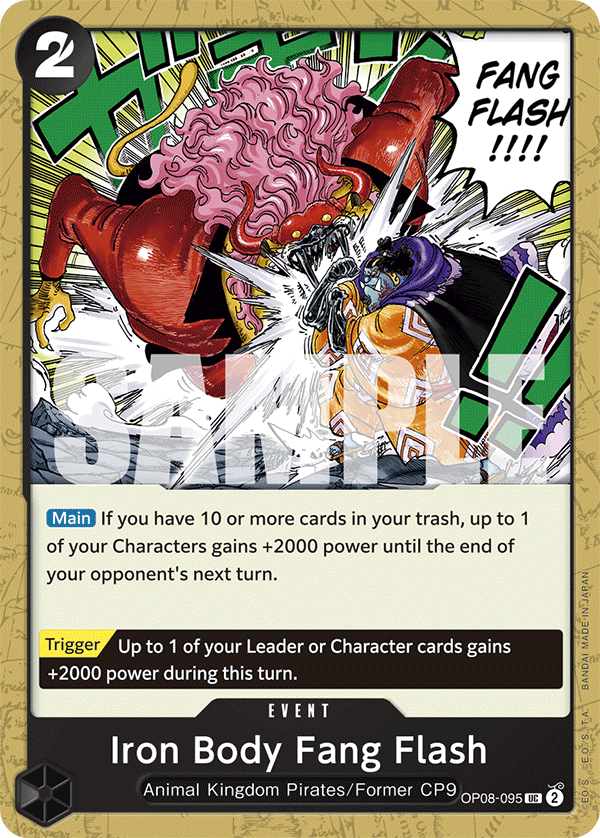 2
FANG
FLASH
!!!!
SAMPLE
Main If you have 10 or more cards in your trash, up to 1
of your Characters gains +2000 power until the end of
your opponent's next turn.
Trigger Up to 1 of your Leader or Character cards gains
+2000 power during this turn.
EVENT
Iron Body Fang Flash
Animal Kingdom Pirates/Former CP9
OP08-095 UC 2
BANDAI MADE IN JAPAN